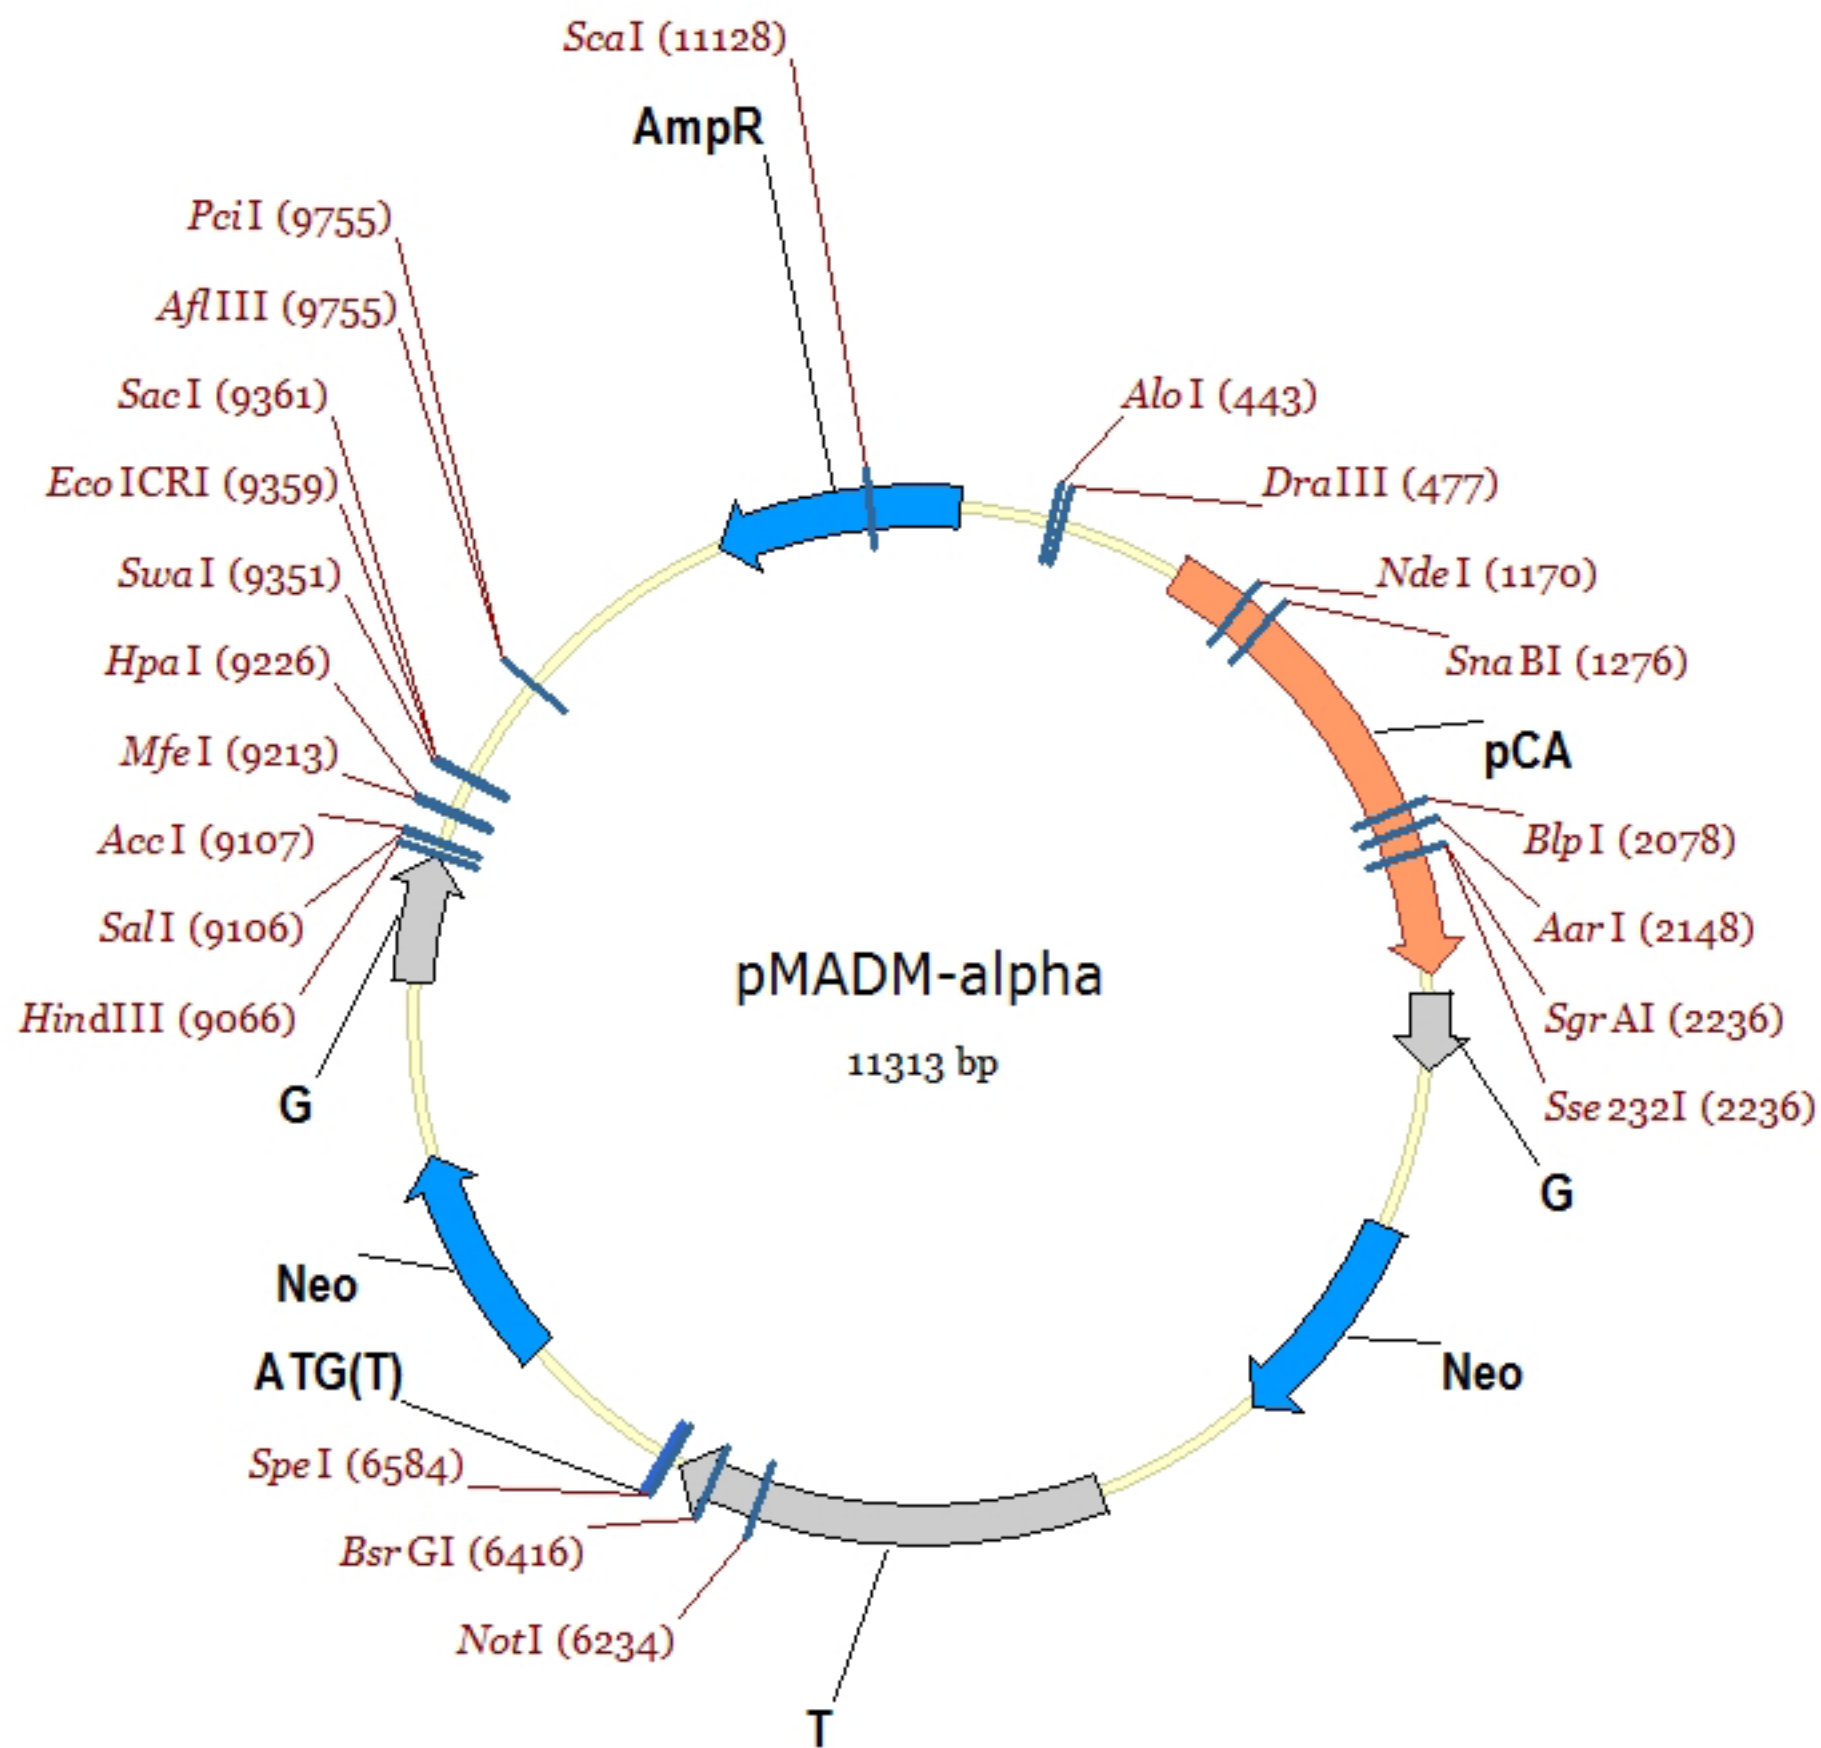 ScaI (11128)
AmpR
PciI (9755)
AflIII (9755)
SacI (9361)
AloI (443)
EcoICRI (9359)
DraIII (477)
SwaI (9351)
NdeI (1170)
HpaI (9226)
SnaBI (1276)
MfeI (9213)
pCA
AccI (9107)
BlpI (2078)
SalI (9106)
AarI (2148)
pMADM-alpha
HindIII (9066)
SgrAI (2236)
11313 bp
G
Sse232I (2236)
G
Neo
ATG(T)
Neo
SpeI (6584)
BsrGI (6416)
NotI (6234)
T